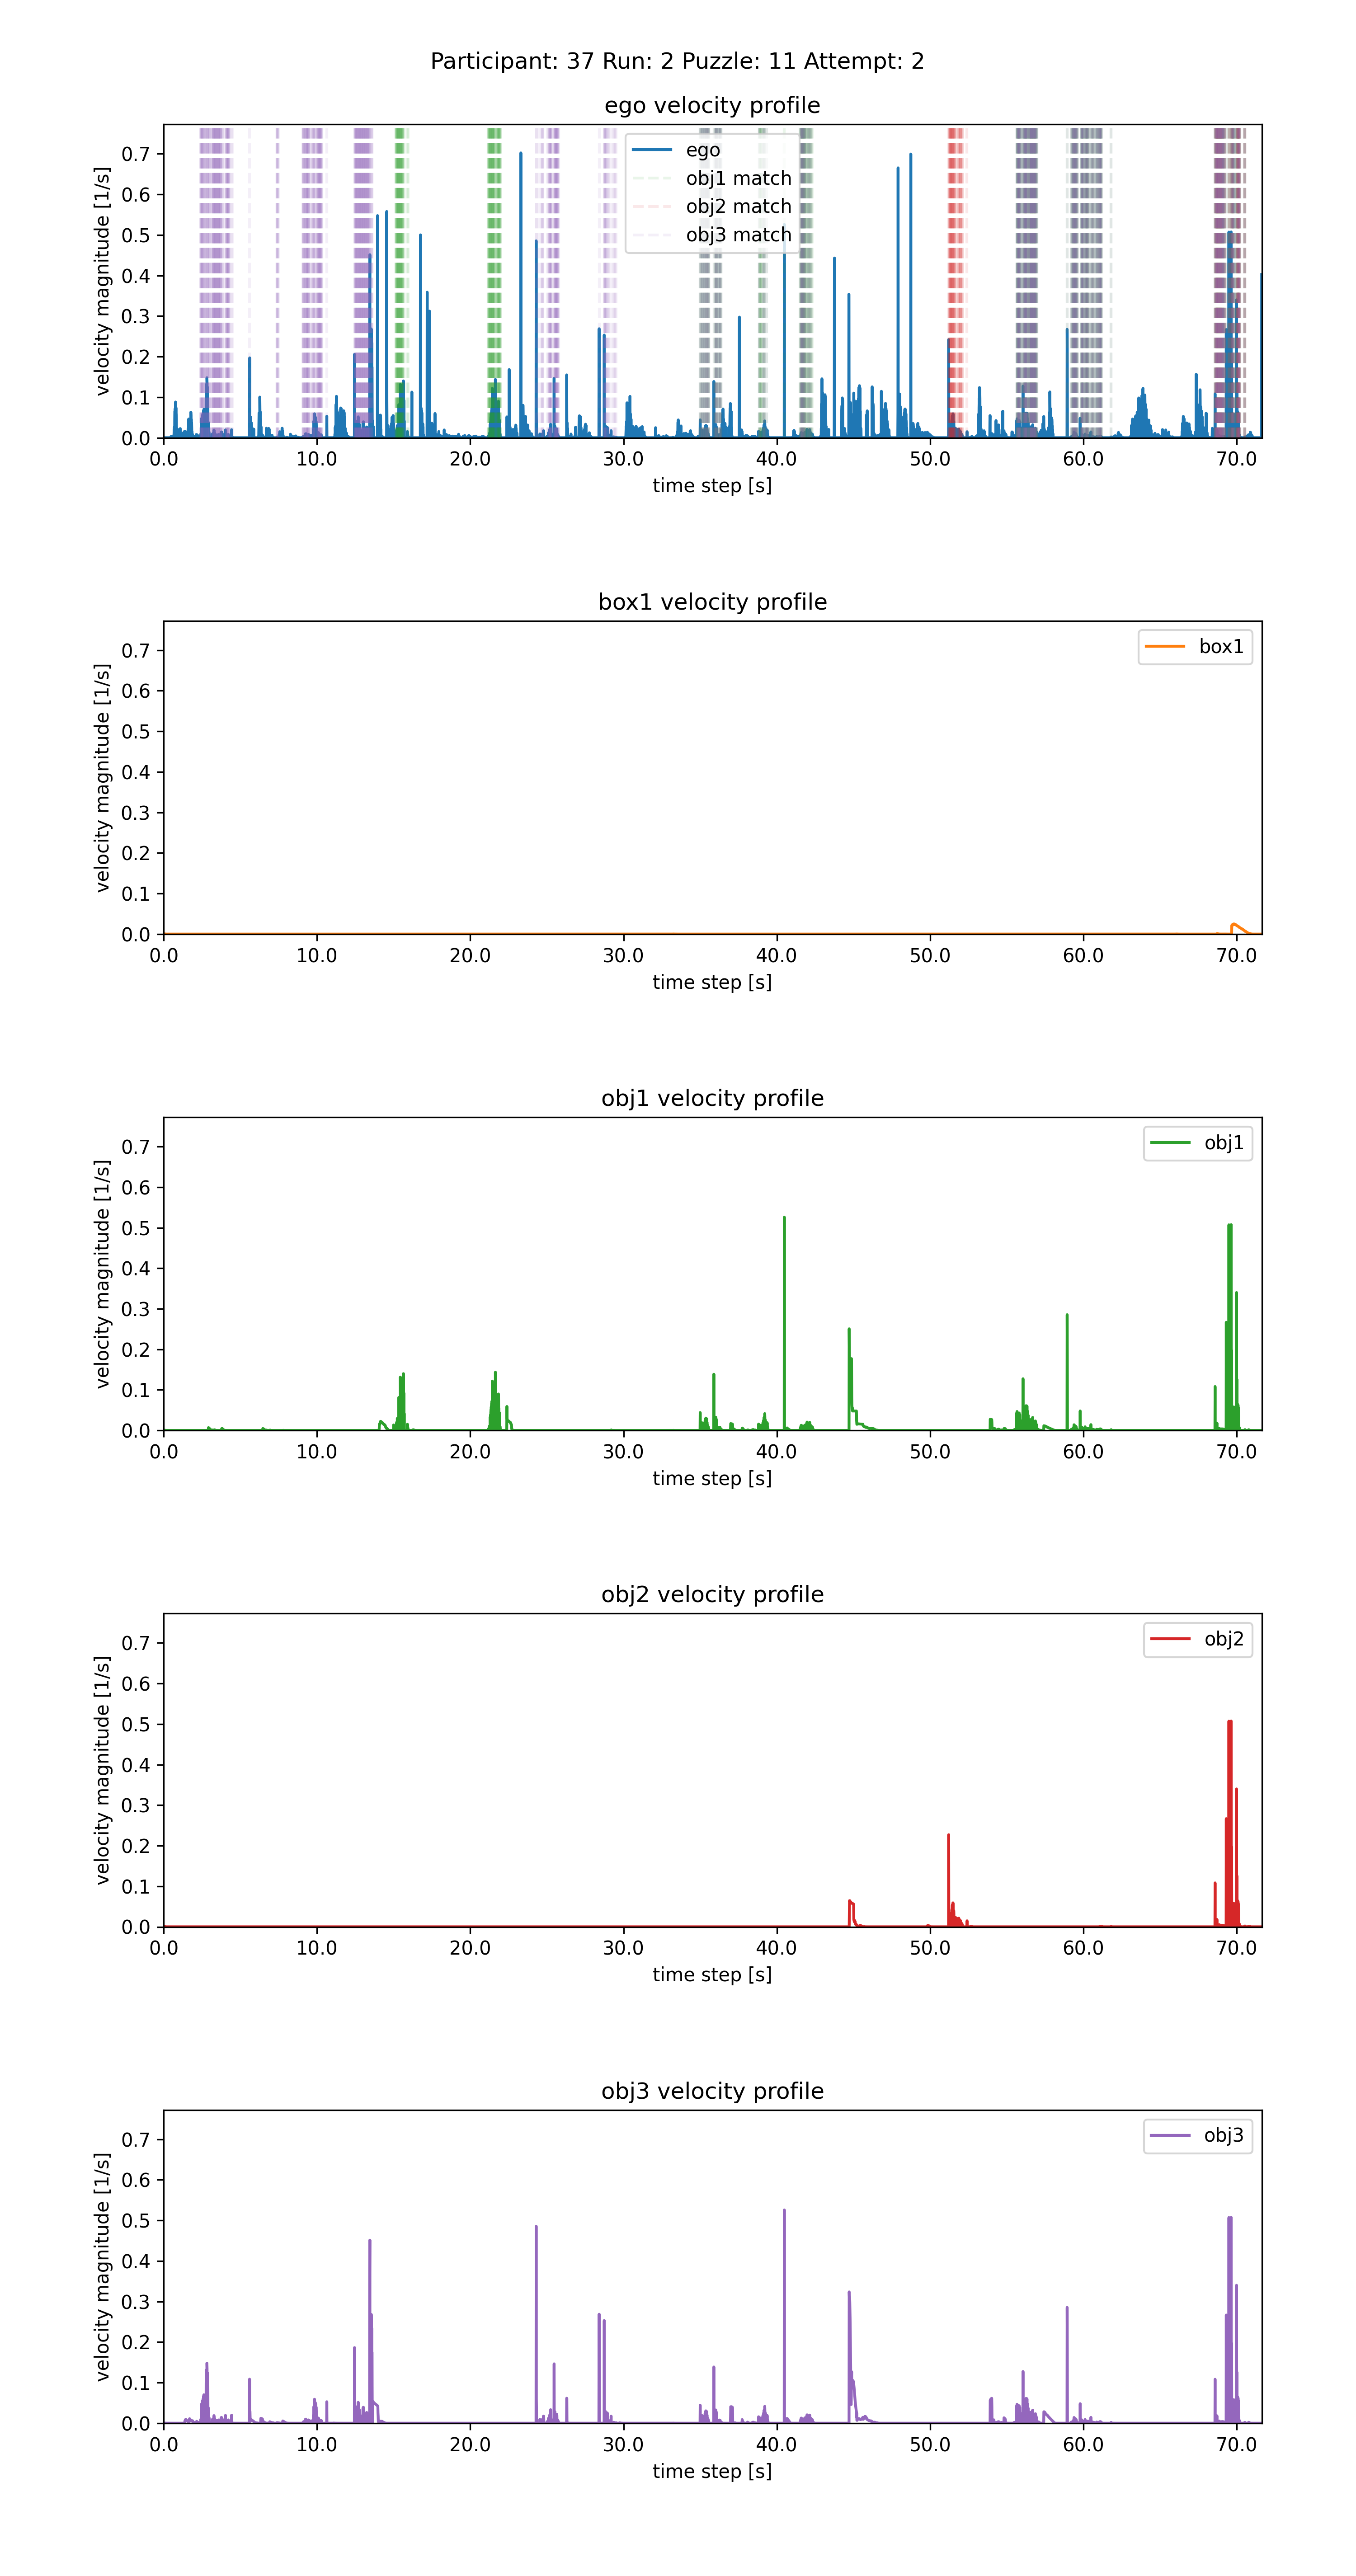 Participant: 37 Run: 2 Puzzle: 11 Attempt: 2
ego velocity profile
velocity magnitude [1/s]
0.7
0.6
0.5
0.4
0.3
0.2
0.1
0.0
ego
obj1 match
obj2 match
obj3 match
0.0 10.0 20.0 30.0 40.0 50.0 60.0 70.0
time step [s]
box1 velocity profile
velocity magnitude [1/s]
0.7
0.6
0.5
0.4
0.3
0.2
0.1
0.0
box1
0.0 10.0 20.0 30.0 40.0 50.0 60.0 70.0
time step [s]
obj1 velocity profile
velocity magnitude [1/s]
0.7
0.6
0.5
0.4
0.3
0.2
0.1
0.0
obj1
0.0 10.0 20.0 30.0 40.0 50.0 60.0 70.0
time step [s]
obj2 velocity profile
velocity magnitude [1/s]
0.7
0.6
0.5
0.4
0.3
0.2
0.1
0.0
obj2
0.0 10.0 20.0 30.0 40.0 50.0 60.0 70.0
time step [s]
obj3 velocity profile
velocity magnitude [1/s]
0.7
0.6
0.5
0.4
0.3
0.2
0.1
0.0
obj3
0.0 10.0 20.0 30.0 40.0 50.0 60.0 70.0
time step [s]